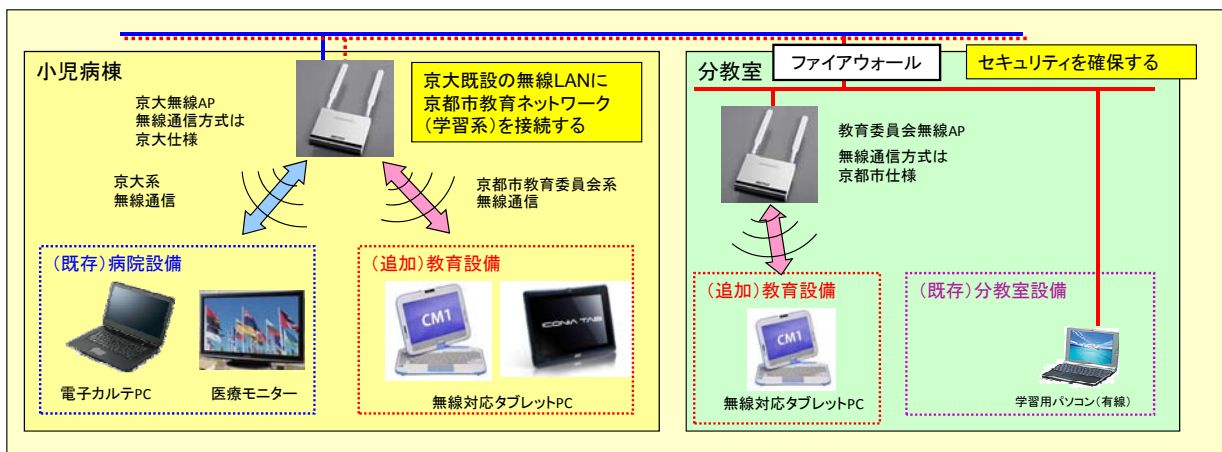 小児病棟
京大無線AP
無線通信方式は
京大仕様
京大既設の無線LANに
京都市教育ネットワーク
(学習系)を接続する
京大系
無線通信
京都市教育委員会系
無線通信
(既存)病院設備
電子カルテPC
医療モニター
(追加)教育設備
CM1
ICONIA TAB
無線対応タブレットPC
分教室
ファイアウォール
セキュリティを確保する
教育委員会無線AP
無線通信方式は
京都市仕様
(追加)教育設備
CM1
無線対応タブレットPC
(既存)分教室設備
学習用パソコン(有線)